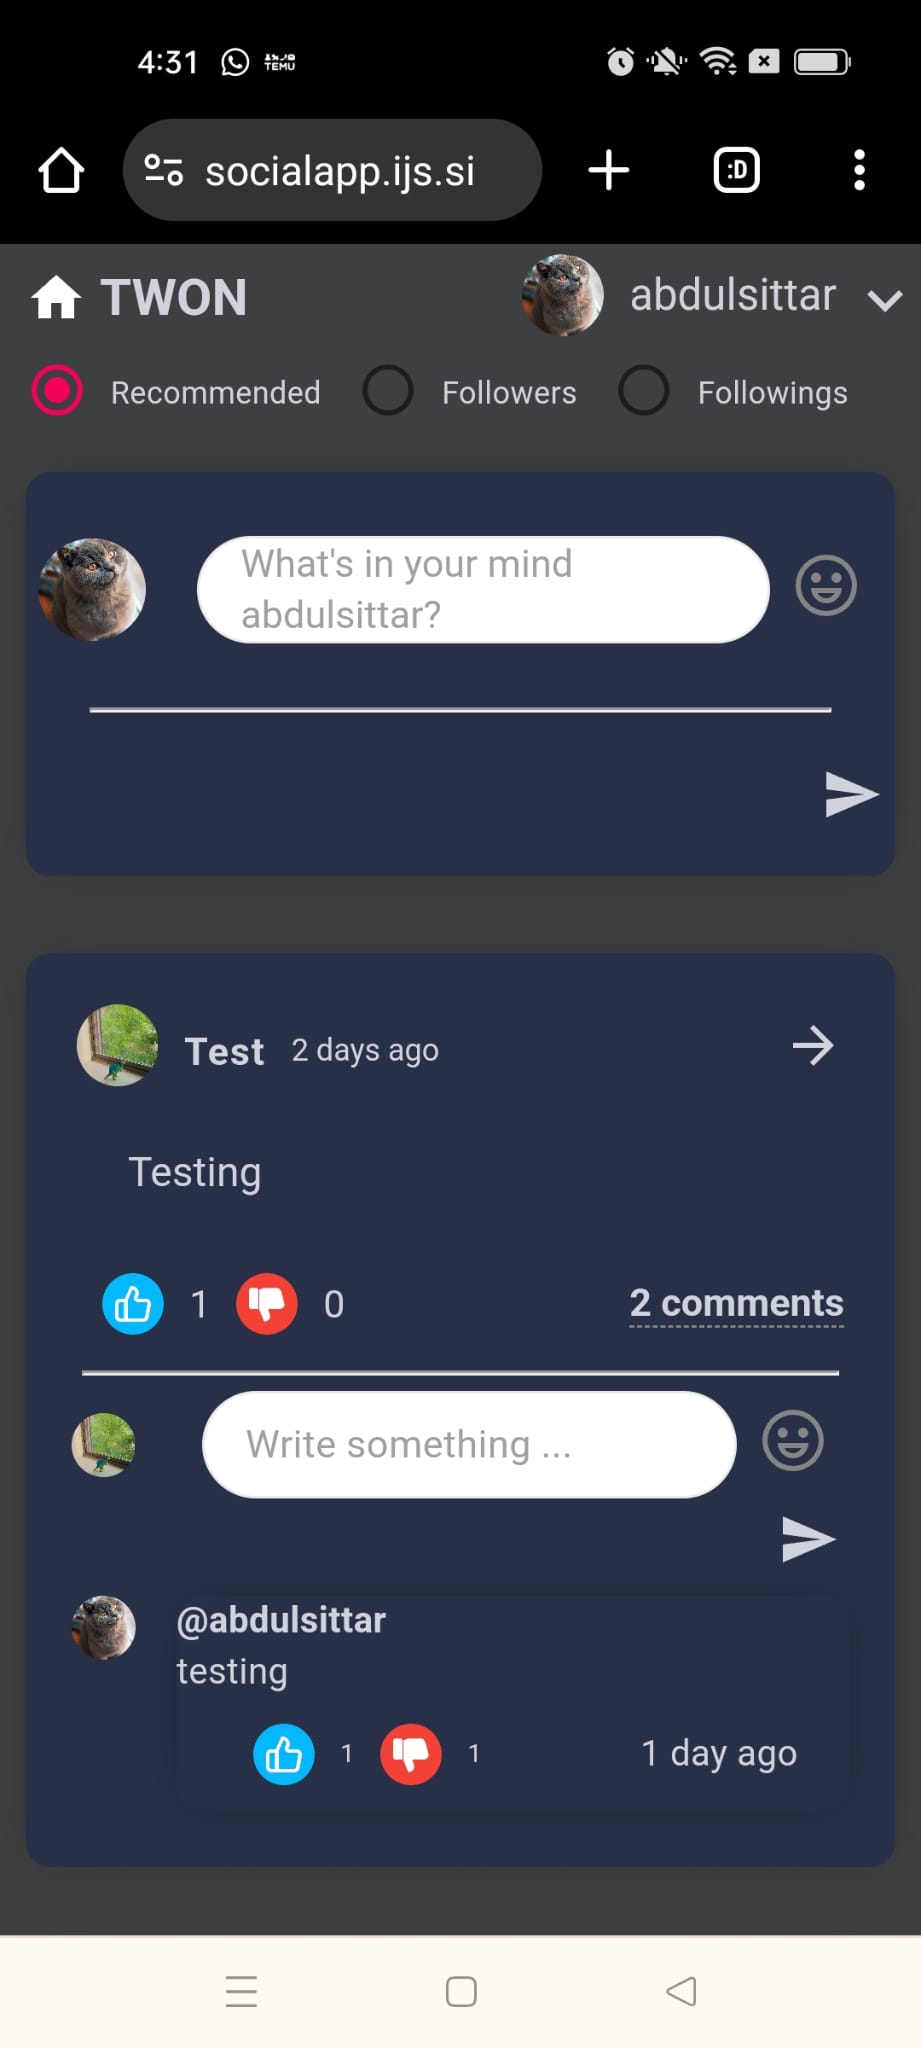 4:31
TEMU
socialapp.ijs.si
:D
TWON
abdulsittar
Recommended
Followers
Followings
What's in your mind
abdulsittar?
Test 2 days ago
Testing
1 0 2 comments
Write something ...
@abdulsittar
testing
1 1 1 day ago